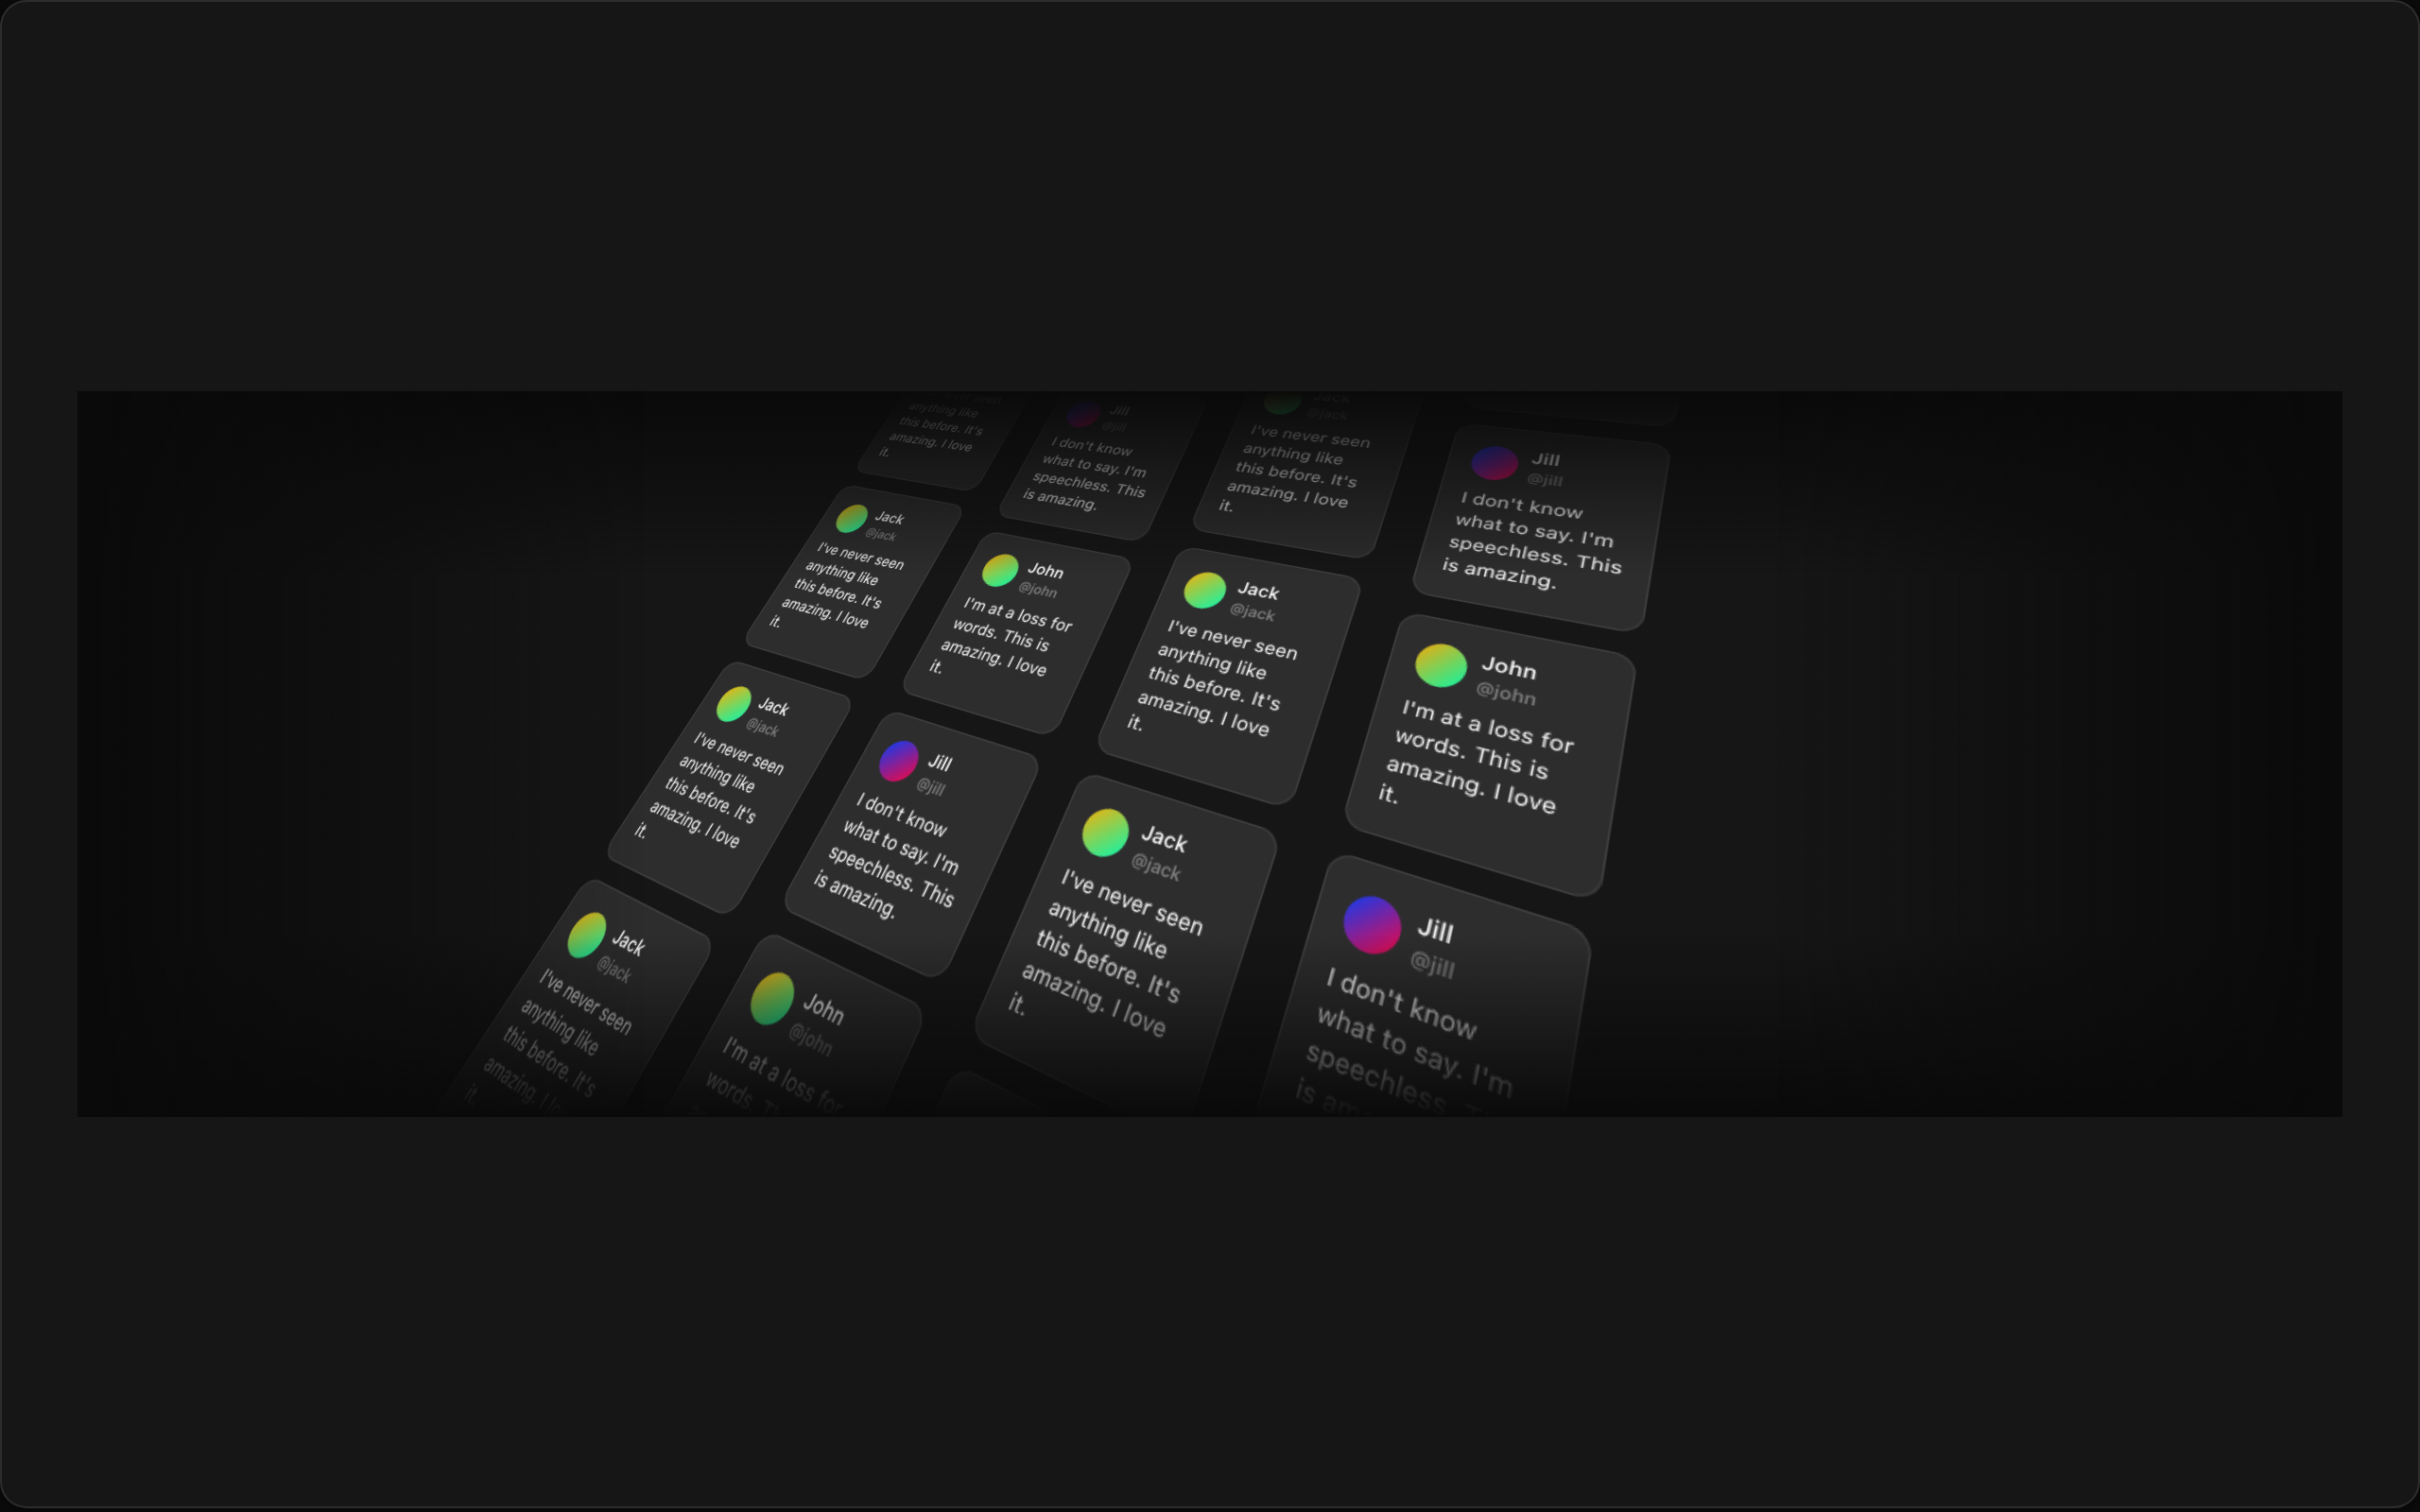 anything like
this before. It's
amazing. I love
it.
Jack
@jack
I've never seen
anything like
this before. It's
amazing. I love
it.
Jack
@jack
I've never seen
anything like
this before. It's
amazing. I love
it.
Jack
@jack
I've never seen
anything like
this before. It's
amazing. I love
it.
Jill
@jill
I don't know
what to say. I'm
speechless. This
is amazing.
John
@john
I'm at a loss for
words. This is
amazing. I love
it.
Jill
@jill
I don't know
what to say. I'm
speechless. This
is amazing.
John
@john
I'm at a loss for
words.
Jack
@jack
I've never seen
anything like
this before. It's
amazing. I love
it.
Jack
@jack
I've never seen
anything like
this before. It's
amazing. I love
it.
Jack
@jack
I've never seen
anything like
this before. It's
amazing. I love
it.
Jill
@jill
I don't know
what to say. I'm
speechless. This
is amazing.
John
@john
I'm at a loss for
words. This is
amazing. I love
it.
Jill
@jill
I don't know
what to say. I'm
speechless.
is